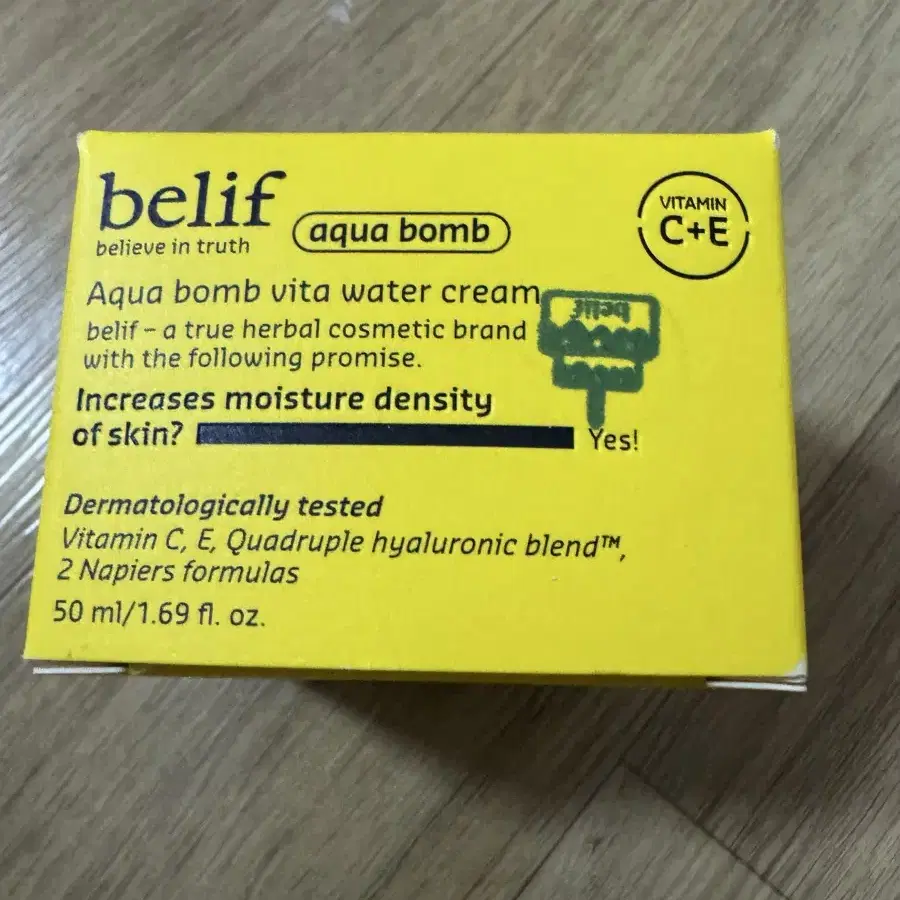 belif
believe in truth
aqua bomb
VITAMIN
C+E
Aqua bomb vita water cream
belif – a true herbal cosmetic brand
with the following promise.
belif
Increases moisture density
of skin? Yes!
Dermatologically tested
Vitamin C, E, Quadruple hyaluronic blend™,
2 Napiers formulas
50 ml/1.69 fl. oz.